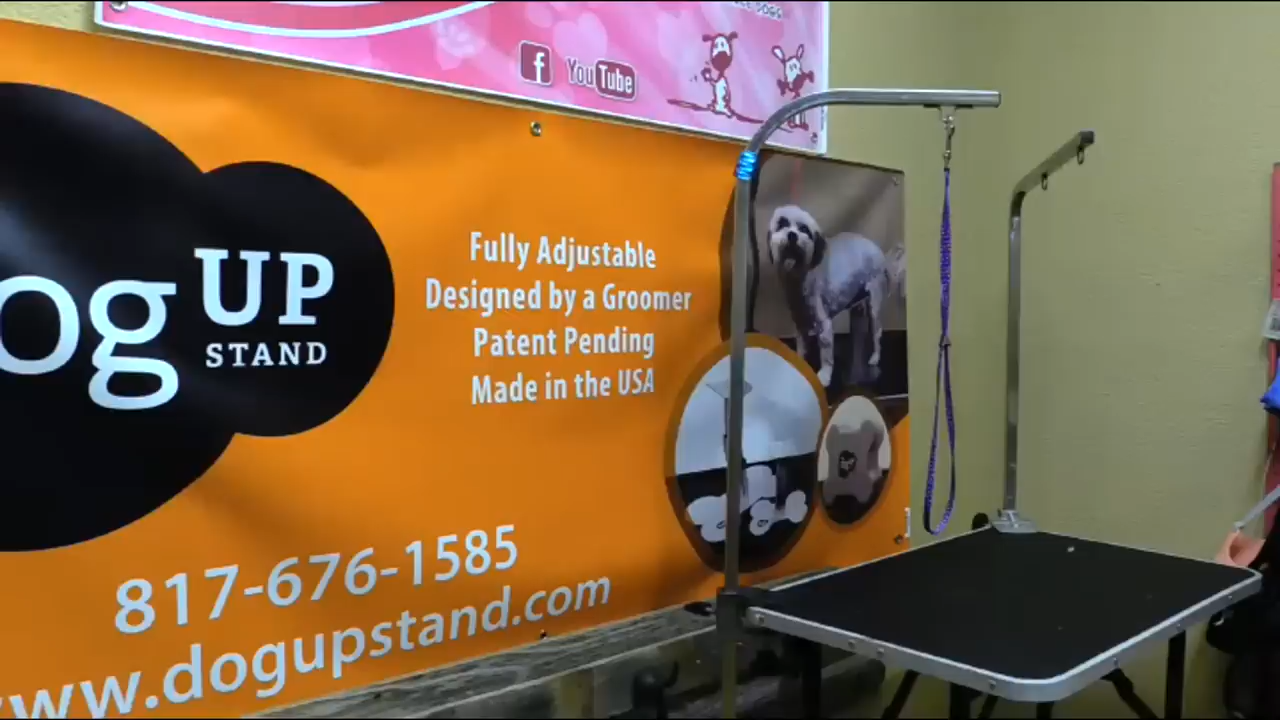 f YouTube
og UP
STAND
Fully Adjustable
Designed by a Groomer
Patent Pending
Made in the USA
817-676-1585
www.dogupstand.com